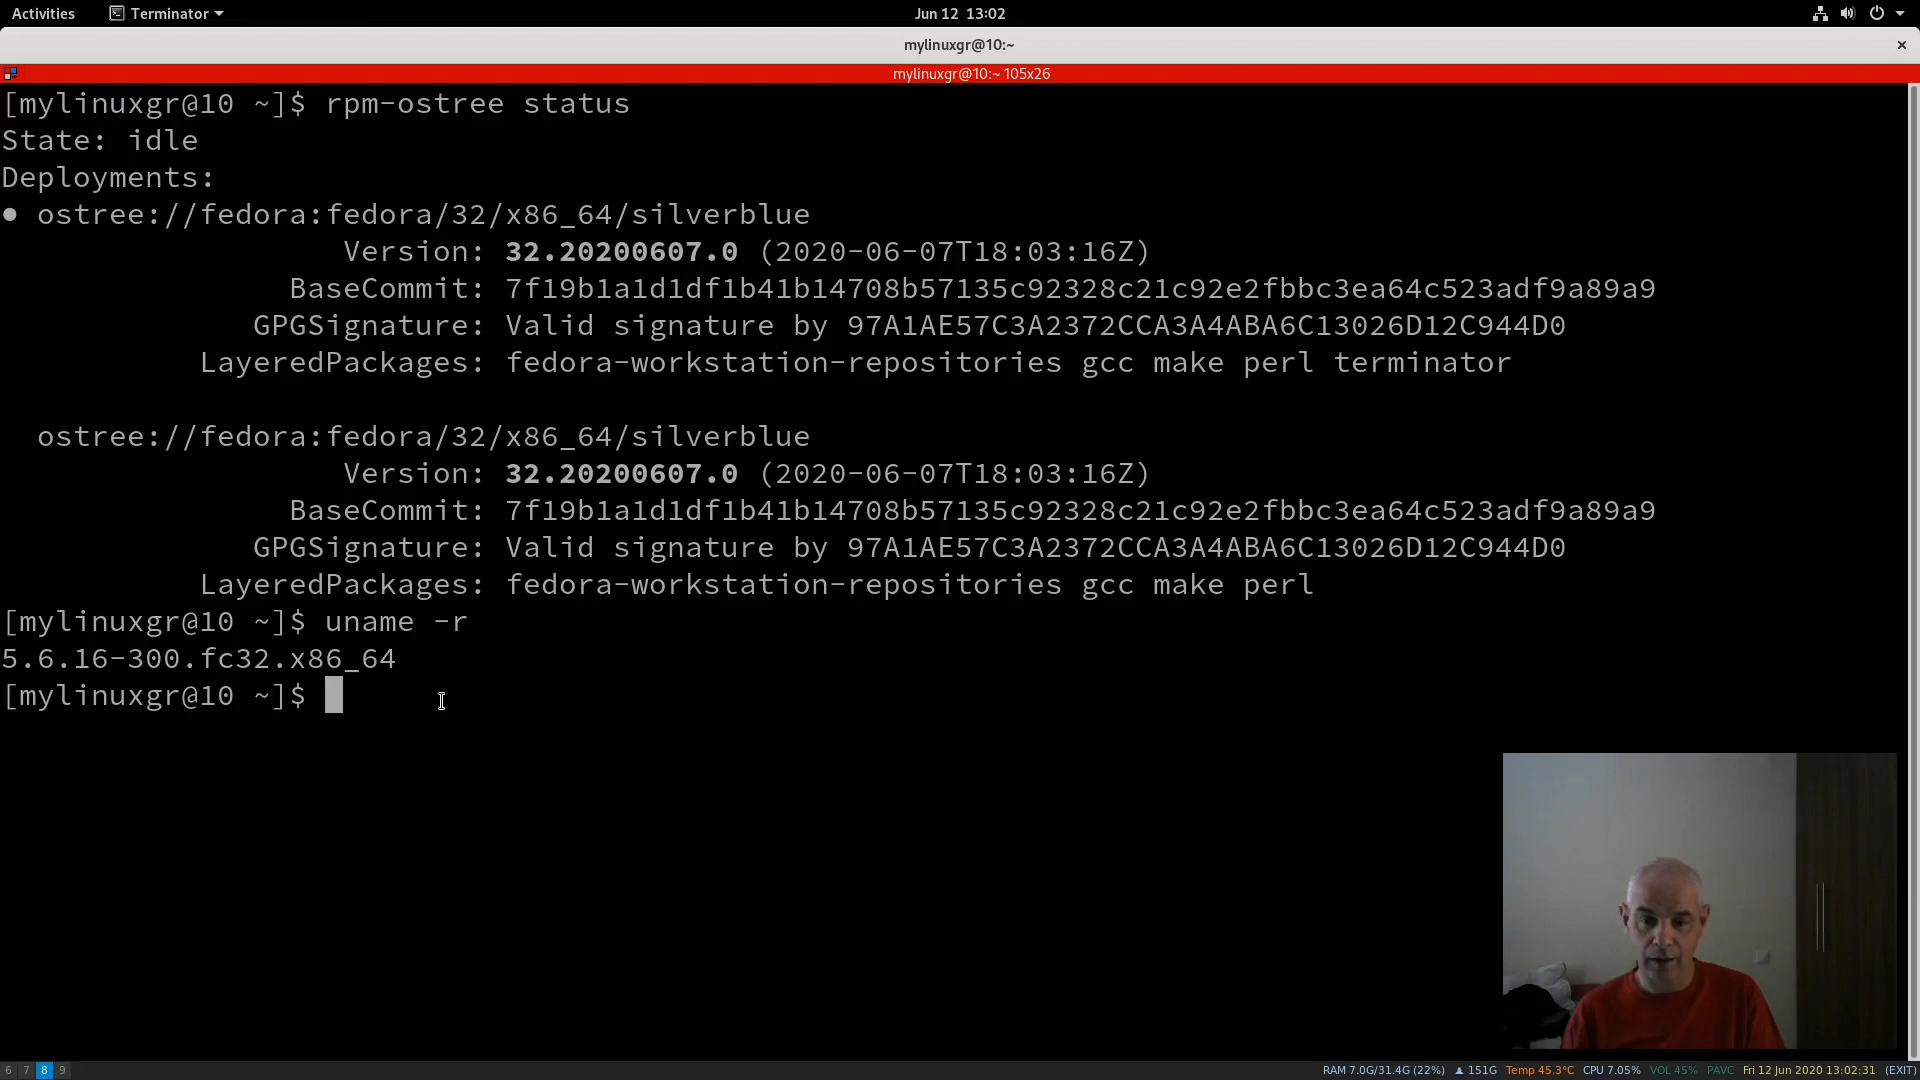 Activities
Terminator
Jun 12 13:02
mylinuxgr@10:~
mylinuxgr@10:~ 105x26
[mylinuxgr@10 ~]$ rpm-ostree status
State: idle
Deployments:
● ostree://fedora:fedora/32/x86_64/silverblue
Version: 32.20200607.0 (2020-06-07T18:03:16Z)
BaseCommit: 7f19b1a1d1df1b41b14708b57135c92328c21c92e2fbbc3ea64c523adf9a89a9
GPGSignature: Valid signature by 97A1AE57C3A2372CCA3A4ABA6C13026D12C944D0
LayeredPackages: fedora-workstation-repositories gcc make perl terminator
ostree://fedora:fedora/32/x86_64/silverblue
Version: 32.20200607.0 (2020-06-07T18:03:16Z)
BaseCommit: 7f19b1a1d1df1b41b14708b57135c92328c21c92e2fbbc3ea64c523adf9a89a9
GPGSignature: Valid signature by 97A1AE57C3A2372CCA3A4ABA6C13026D12C944D0
LayeredPackages: fedora-workstation-repositories gcc make perl
[mylinuxgr@10 ~]$ uname -r
5.6.16-300.fc32.x86_64
[mylinuxgr@10 ~]$
6 7 8 9
RAM 7.0G/31.4G (22%) 151G Temp 45.3°C CPU 7.05% VOL 45% PAVC Fri 12 Jun 2020 13:02:31 (EXIT)